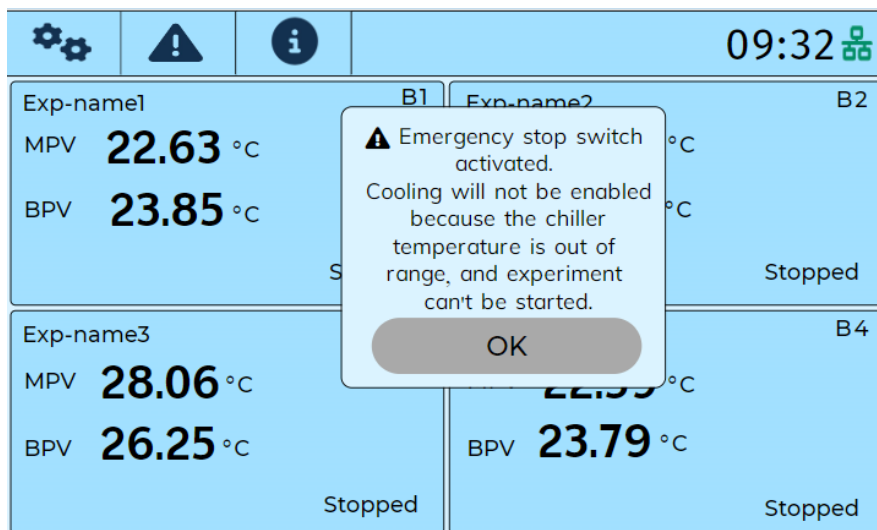 09:32
Exp-name1
B1
MPV 22.63 °C
BPV 23.85 °C
Exp-name2
B2
°C
°C
Stopped
Emergency stop switch
activated.
Cooling will not be enabled
because the chiller
temperature is out of
range, and experiment
can't be started.
OK
Exp-name3
MPV 28.06 °C
BPV 26.25 °C
Stopped
B4
°C
BPV 23.79 °C
Stopped